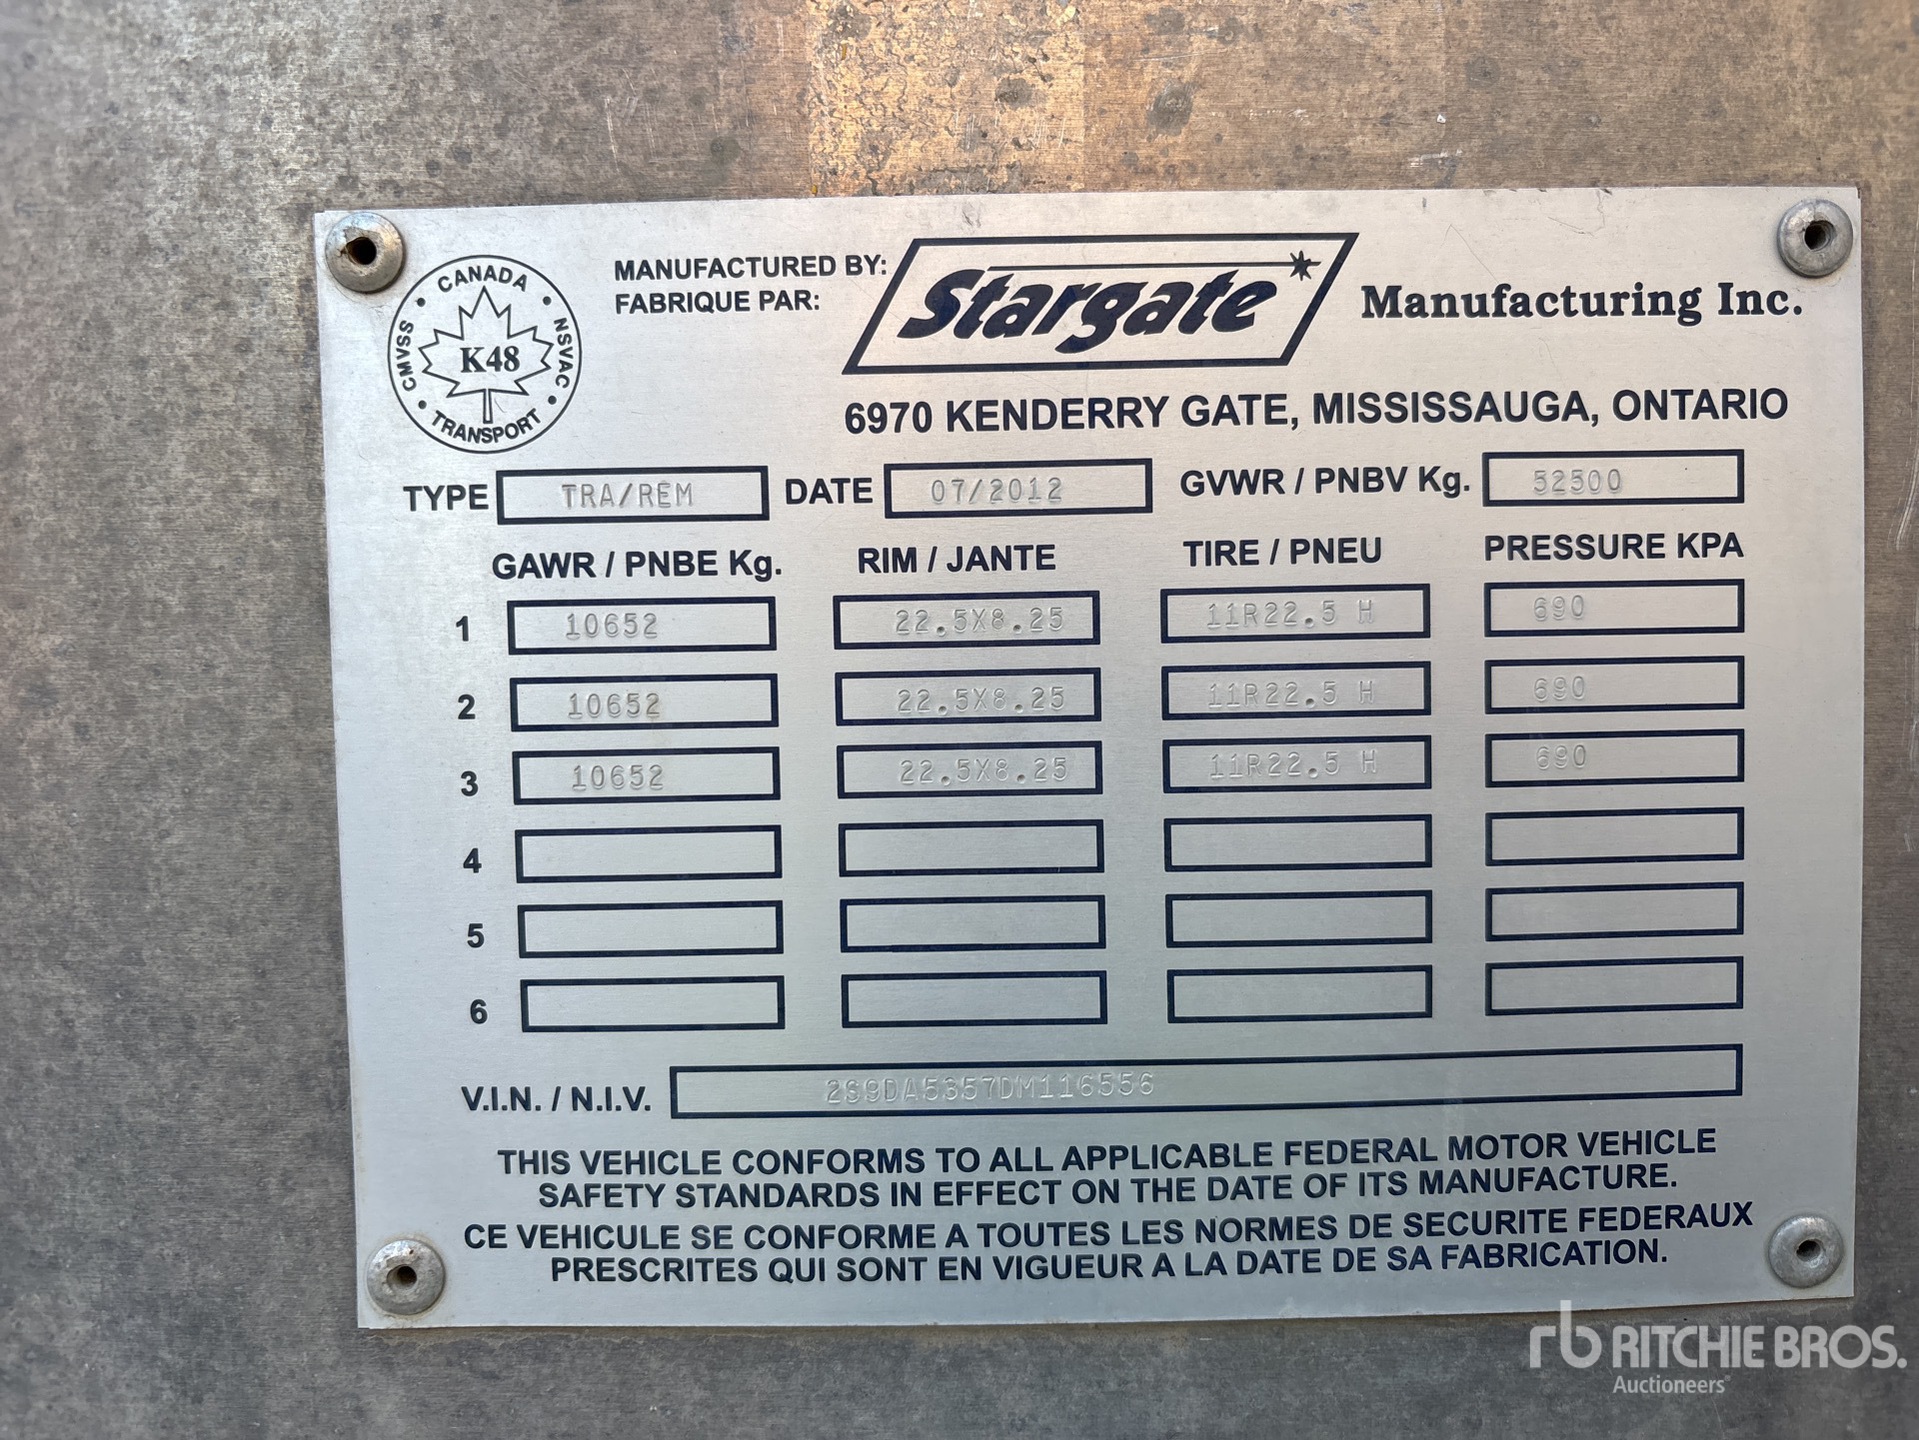 CANADA
CMVSS
NSVAC
K48
TRANSPORT
MANUFACTURED BY:
FABRIQUE PAR:
Stargate Manufacturing Inc.
6970 KENDERRY GATE, MISSISSAUGA, ONTARIO
TYPE TRA/REM DATE 07/2012 GVWR / PNBV Kg. 52500
GAWR / PNBE Kg. RIM / JANTE TIRE / PNEU PRESSURE KPA
1 10652 22.5X8.25 11R22.5 H 690
2 10652 22.5X8.25 11R22.5 H 690
3 10652 22.5X8.25 11R22.5 H 690
4
5
6
V.I.N. / N.I.V. 2S9DA5357DM116556
THIS VEHICLE CONFORMS TO ALL APPLICABLE FEDERAL MOTOR VEHICLE
SAFETY STANDARDS IN EFFECT ON THE DATE OF ITS MANUFACTURE.
CE VEHICULE SE CONFORME A TOUTES LES NORMES DE SECURITE FEDERAUX
PRESCRITES QUI SONT EN VIGUEUR A LA DATE DE SA FABRICATION.
rb RITCHIE BROS.
Auctioneers